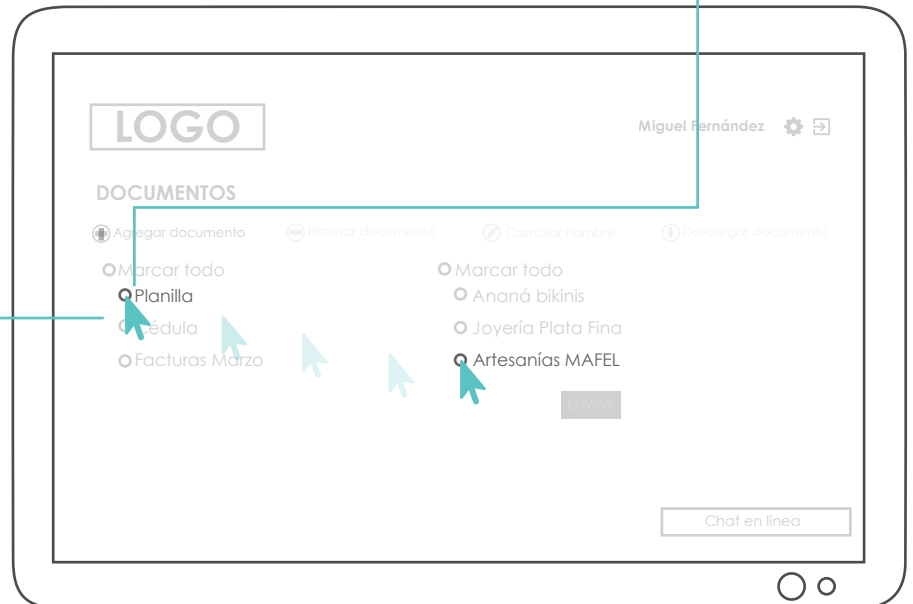 LOGO
Miguel Fernández
DOCUMENTOS
Agregar documento
Eliminar documento
Cambiar nombre
Descargar documento
Marcar todo
Planilla
Cédula
Facturas Marzo
Marcar todo
Ananá bikinis
Joyería Plata Fina
Artesanías MAFEL
ENVIAR
Chat en línea